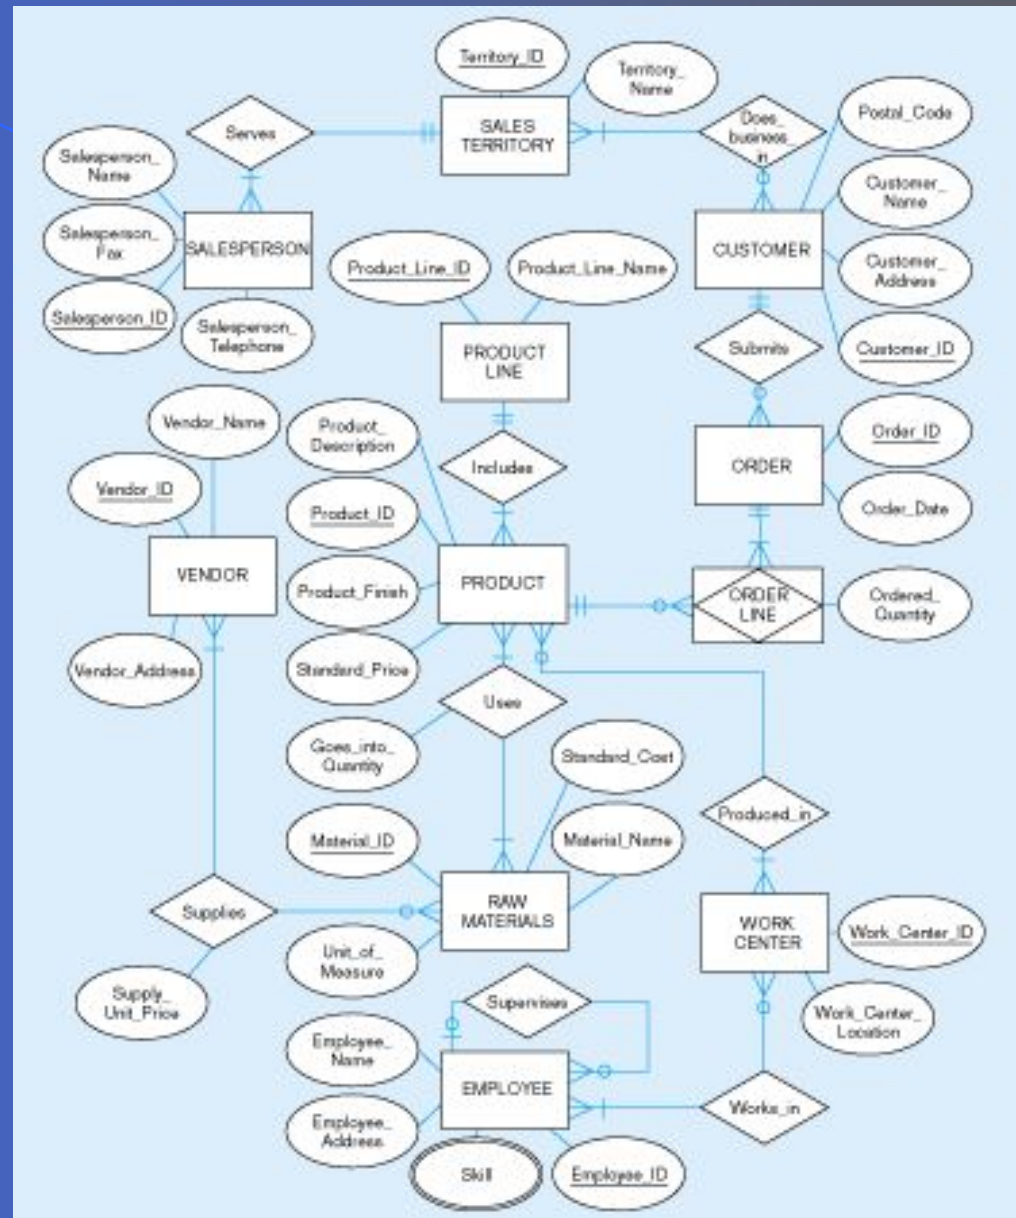 Territory_ID
Territory_
Name
Serves
SALES
TERRITORY
Does_
business_
in
Postal_Code
Salesperson_
Name
Customer_
Name
Salesperson_
Fax
SALESPERSON
Product_Line_ID
Product_Line_Name
CUSTOMER
Customer_
Address
Salesperson_ID
Salesperson_
Telephone
PRODUCT
LINE
Submits
Customer_ID
Vendor_Name
Product_
Description
Includes
ORDER
Order_ID
Vendor_ID
Product_ID
Order_Date
VENDOR
Product_Finish
PRODUCT
ORDER
LINE
Ordered_
Quantity
Vendor_Address
Standard_Price
Uses
Goes_into_
Quantity
Standard_Cost
Produced_in
Material_ID
Material_Name
Supplies
RAW
MATERIALS
WORK
CENTER
Work_Center_ID
Unit_of_
Measure
Supply_
Unit_Price
Supervises
Work_Center_
Location
Employee_
Name
EMPLOYEE
Works_in
Employee_
Address
Skill
Employee_ID